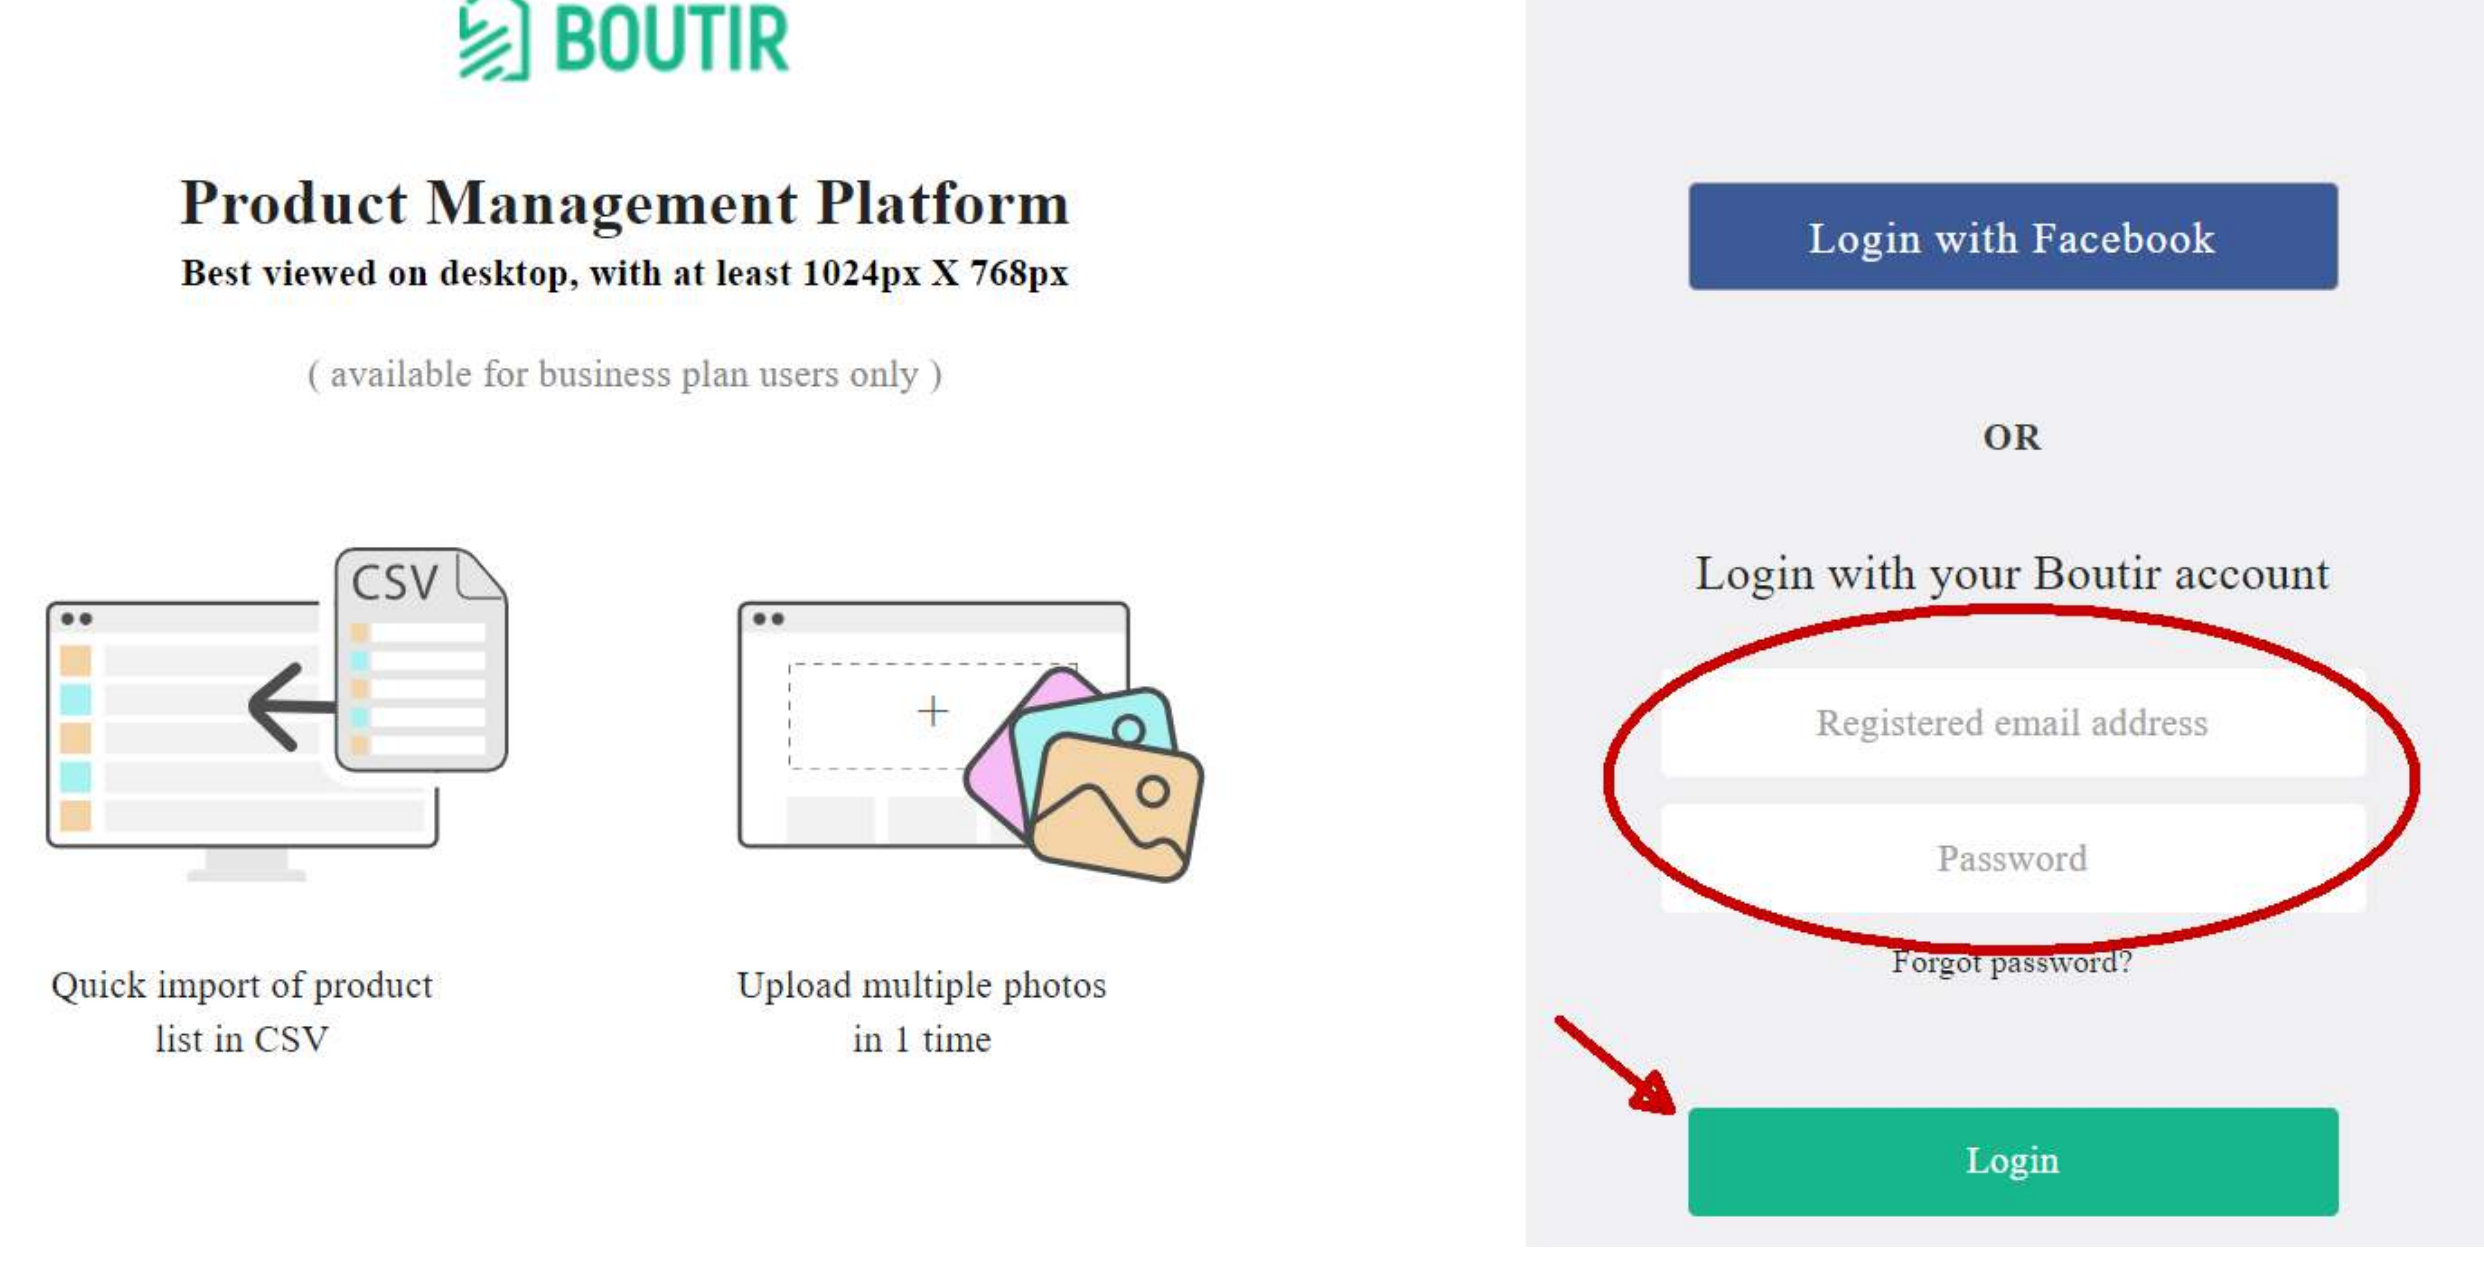 BOUTIR
Product Management Platform
Best viewed on desktop, with at least 1024px X 768px
( available for business plan users only )
CSV
Quick import of product
list in CSV
Upload multiple photos
in 1 time
Login with Facebook
OR
Login with your Boutir account
Registered email address
Password
Forgot password?
Login